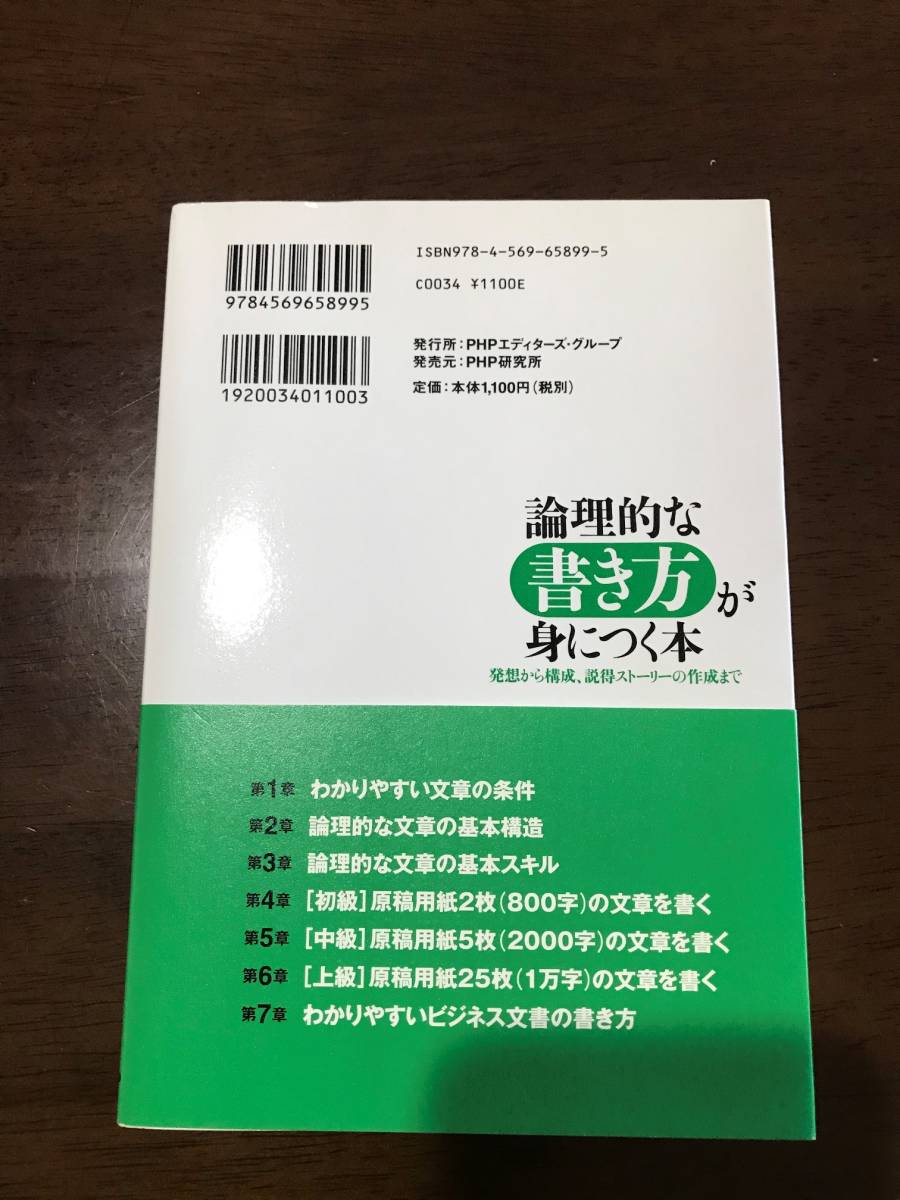 ISBN978-4-569-65899-5
9784569658995
C0034 ¥1100E
発行所：PHPエディターズ・グループ
発売元：PHP研究所
定価：本体1,100円（税別）
1920034011003
論理的な
書き方が
身につく本
発想から構成、説得ストーリーの作成まで
第1章 わかりやすい文章の条件
第2章 論理的な文章の基本構造
第3章 論理的な文章の基本スキル
第4章 ［初級］原稿用紙2枚（800字）の文章を書く
第5章 ［中級］原稿用紙5枚（2000字）の文章を書く
第6章 ［上級］原稿用紙25枚（1万字）の文章を書く
第7章 わかりやすいビジネス文書の書き方